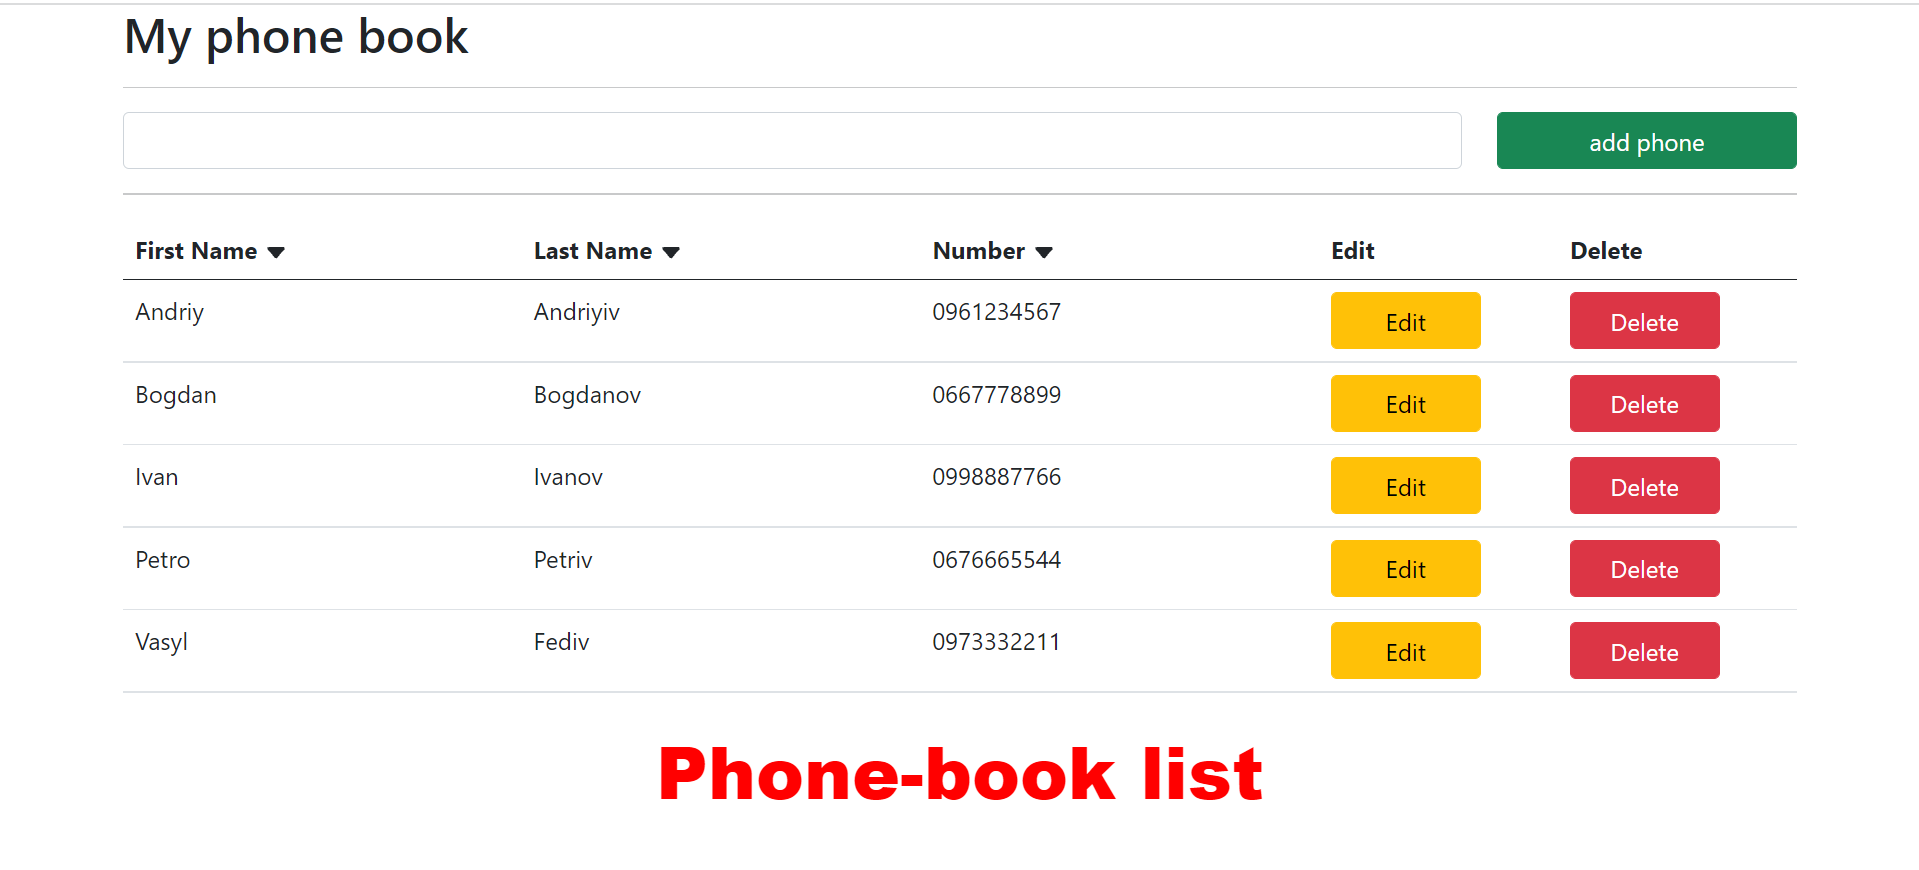 My phone book
add phone
First Name Last Name Number Edit Delete
Andriy Andriyiv 0961234567 Edit Delete
Bogdan Bogdanov 0667778899 Edit Delete
Ivan Ivanov 0998887766 Edit Delete
Petro Petriv 0676665544 Edit Delete
Vasyl Fediv 0973332211 Edit Delete
Phone-book list